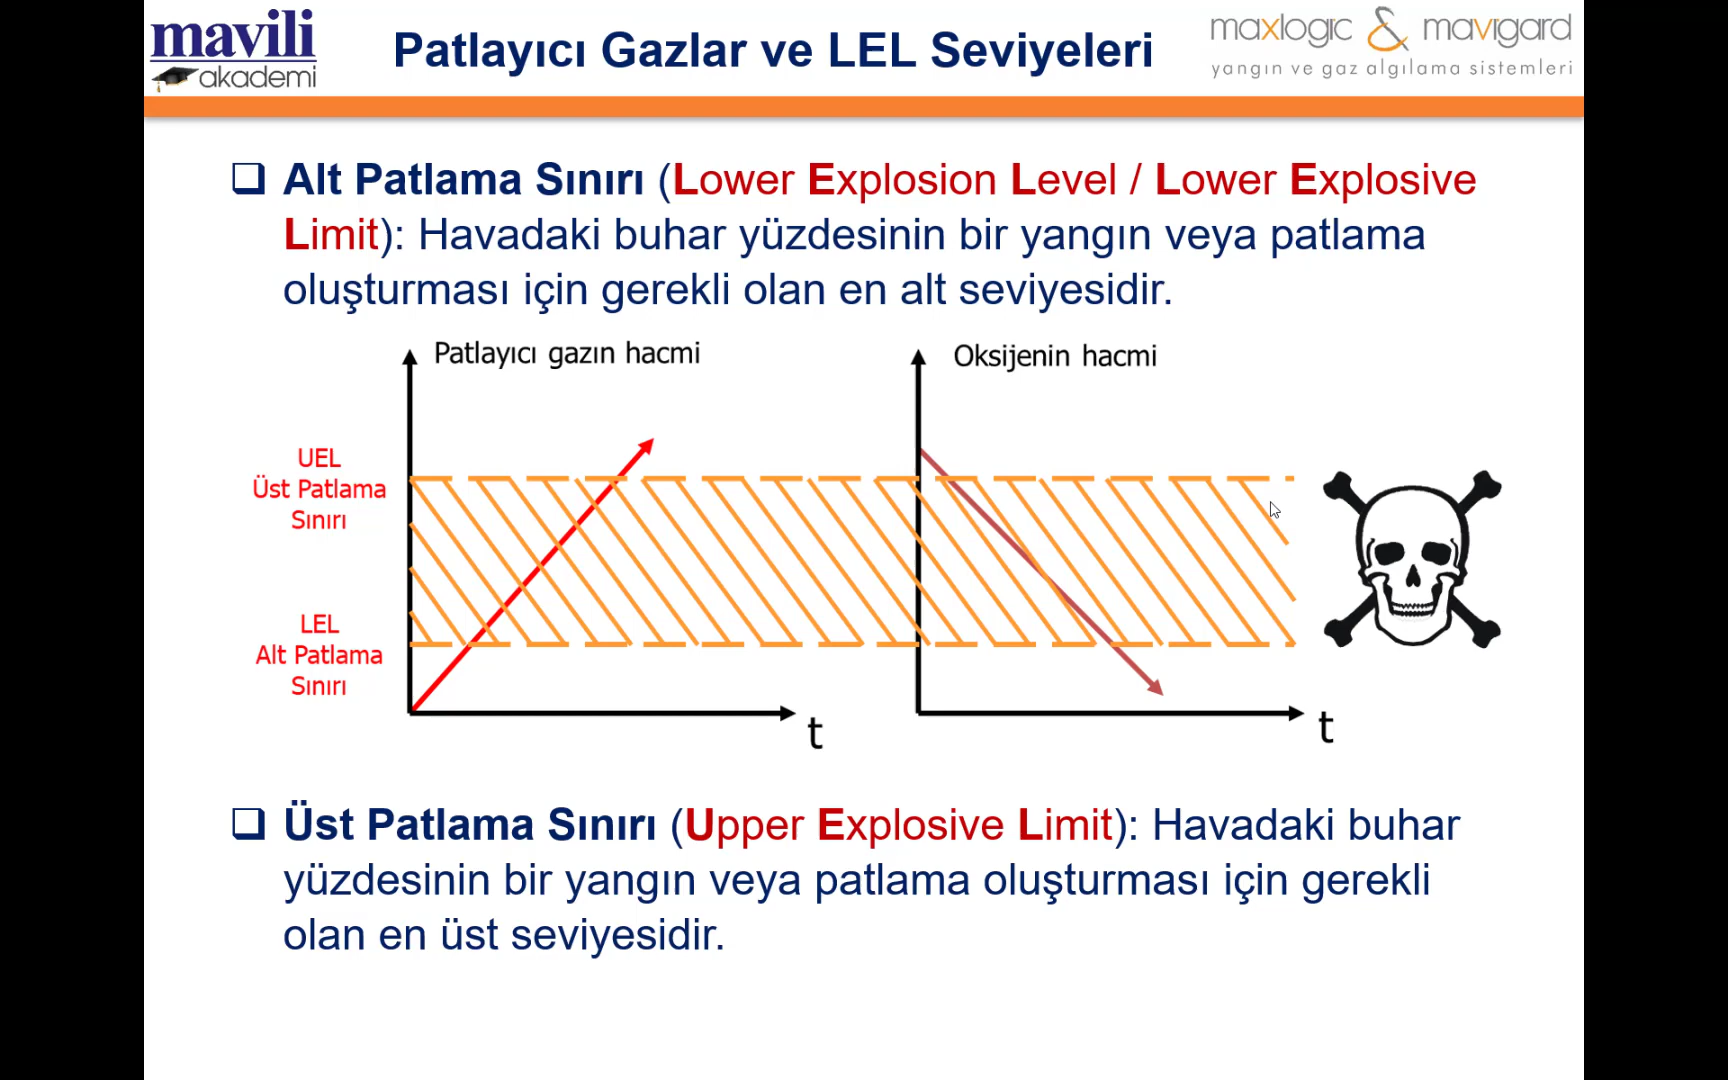 mavili
akademi
Patlayıcı Gazlar ve LEL Seviyeleri
maxlogic & mavigard
yangın ve gaz algılama sistemleri
Alt Patlama Sınırı (Lower Explosion Level / Lower Explosive
Limit): Havadaki buhar yüzdesinin bir yangın veya patlama
oluşturması için gerekli olan en alt seviyesidir.
Patlayıcı gazın hacmi
Oksijenin hacmi
UEL
Üst Patlama
Sınırı
LEL
Alt Patlama
Sınırı
t
t
Üst Patlama Sınırı (Upper Explosive Limit): Havadaki buhar
yüzdesinin bir yangın veya patlama oluşturması için gerekli
olan en üst seviyesidir.